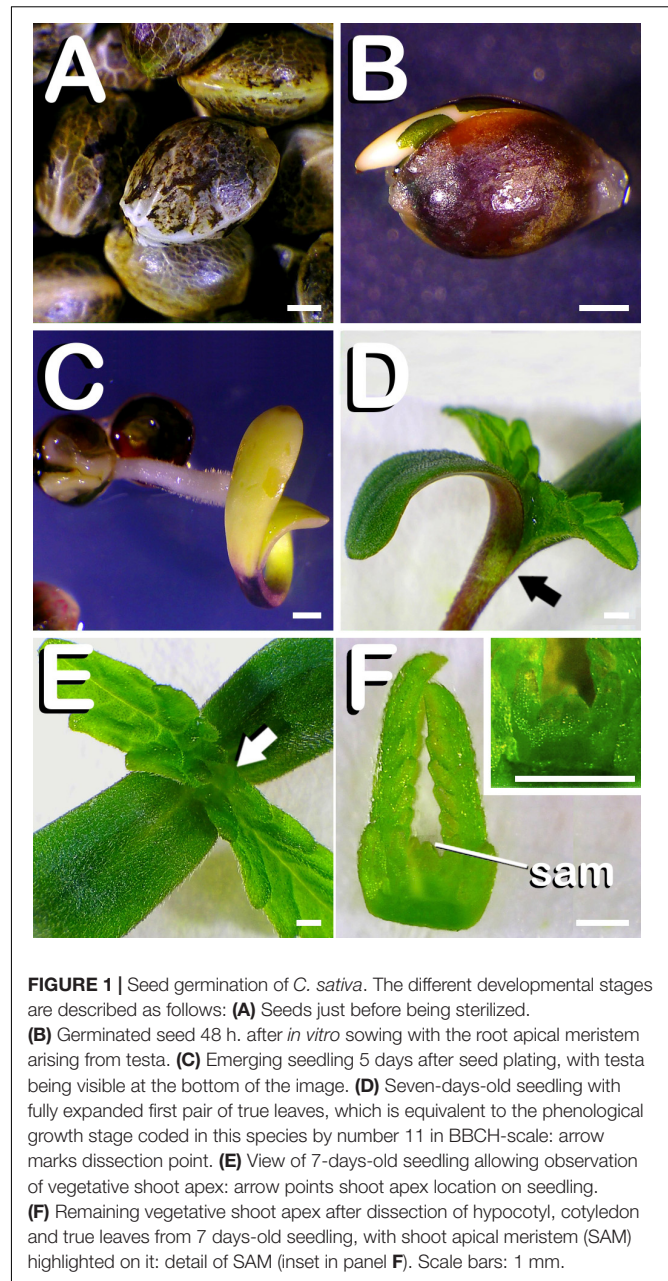 A
B
C
D
E
F
sam
FIGURE 1 | Seed germination of C. sativa. The different developmental stages
are described as follows: (A) Seeds just before being sterilized.
(B) Germinated seed 48 h. after in vitro sowing with the root apical meristem
arising from testa. (C) Emerging seedling 5 days after seed plating, with testa
being visible at the bottom of the image. (D) Seven-days-old seedling with
fully expanded first pair of true leaves, which is equivalent to the phenological
growth stage coded in this species by number 11 in BBCH-scale: arrow
marks dissection point. (E) View of 7-days-old seedling allowing observation
of vegetative shoot apex: arrow points shoot apex location on seedling.
(F) Remaining vegetative shoot apex after dissection of hypocotyl, cotyledon
and true leaves from 7 days-old seedling, with shoot apical meristem (SAM)
highlighted on it: detail of SAM (inset in panel F). Scale bars: 1 mm.